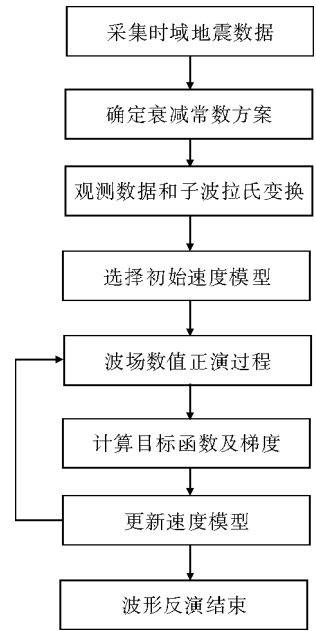 采集时域地震数据
确定衰减常数方案
观测数据和子波拉氏变换
选择初始速度模型
波场数值正演过程
计算目标函数及梯度
更新速度模型
波形反演结束